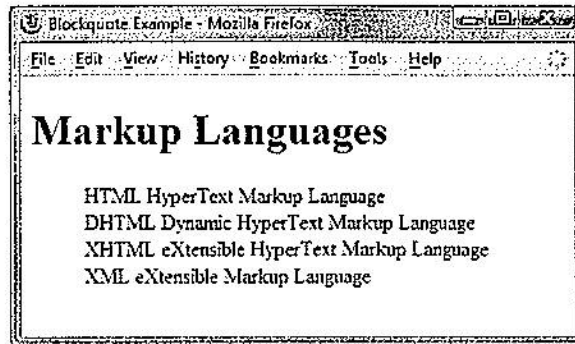 Blockquote Example - Mozilla Firefox
File Edit View History Bookmarks Tools Help
Markup Languages
HTML HyperText Markup Language
DHTML Dynamic HyperText Markup Language
XHTML eXtensible HyperText Markup Language
XML eXtensible Markup Language